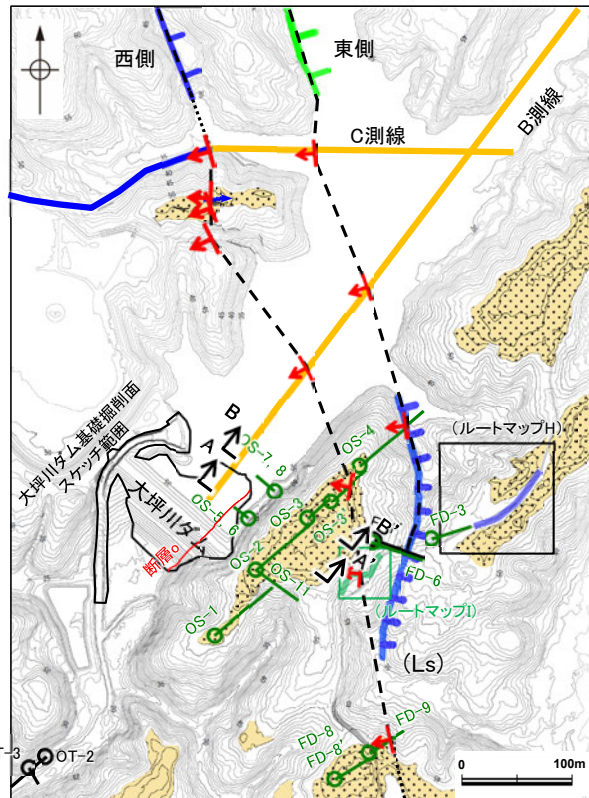 西側
東側
C測線
B測線
大坪川ダム基礎掘削面
スケッチ範囲
B
A
OS-7, 8
OS-4
(ルートマップH)
OS-5,
6
大坪川ダム
OS-3
OS-3'
FD-3
断層o
OS-2
B'
A'
FD-6
OS-11
(ルートマップI)
OS-1
(Ls)
FD-9
FD-8
FD-8'
-3
OT-2
0
100m